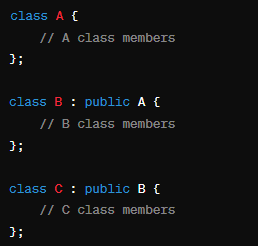 class A {
    // A class members
};

class B : public A {
    // B class members
};

class C : public B {
    // C class members
};